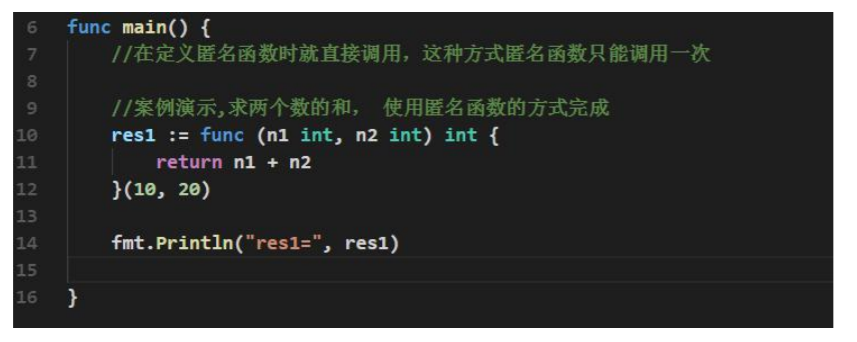 6 func main() {
7 //在定义匿名函数时就直接调用，这种方式匿名函数只能调用一次
8
9 //案例演示,求两个数的和， 使用匿名函数的方式完成
10 res1 := func (n1 int, n2 int) int {
11 return n1 + n2
12 }(10, 20)
13
14 fmt.Println("res1=", res1)
15
16 }